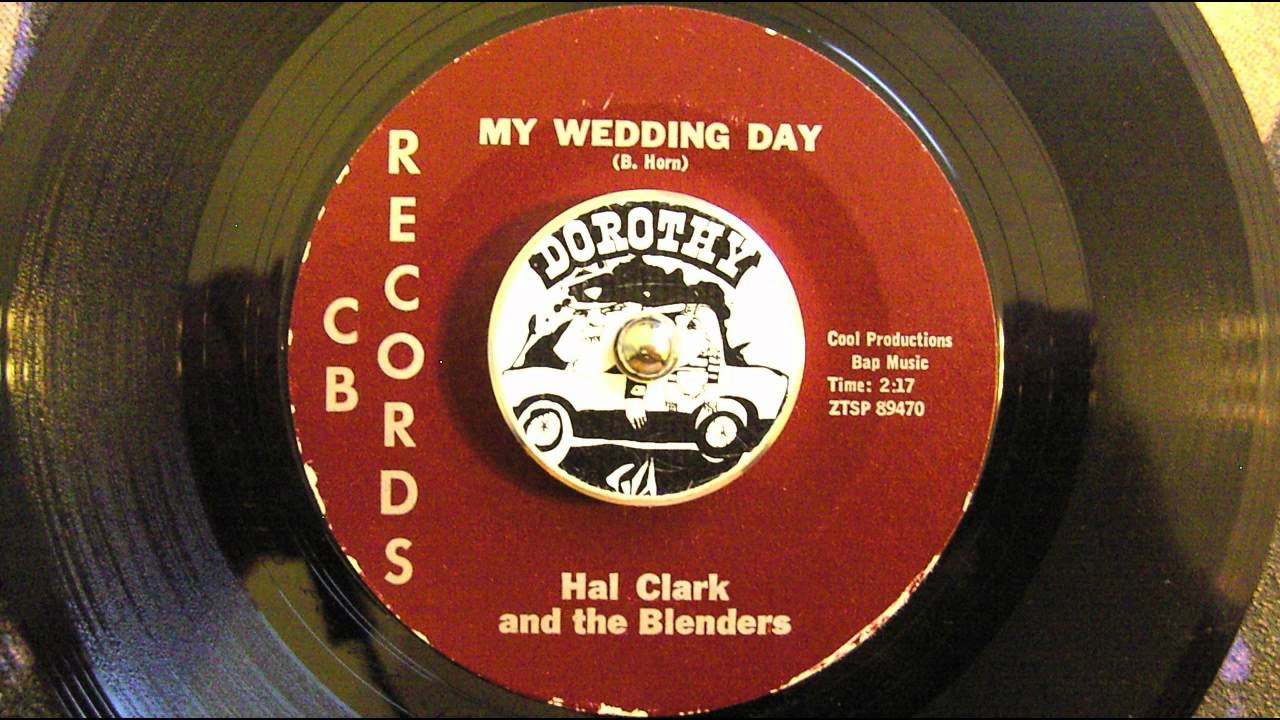 MY WEDDING DAY
(B. Horn)
CB
RECORDS
DOROTHY
Cool Productions
Bap Music
Time: 2:17
ZTSP 89470
Hal Clark
and the Blenders